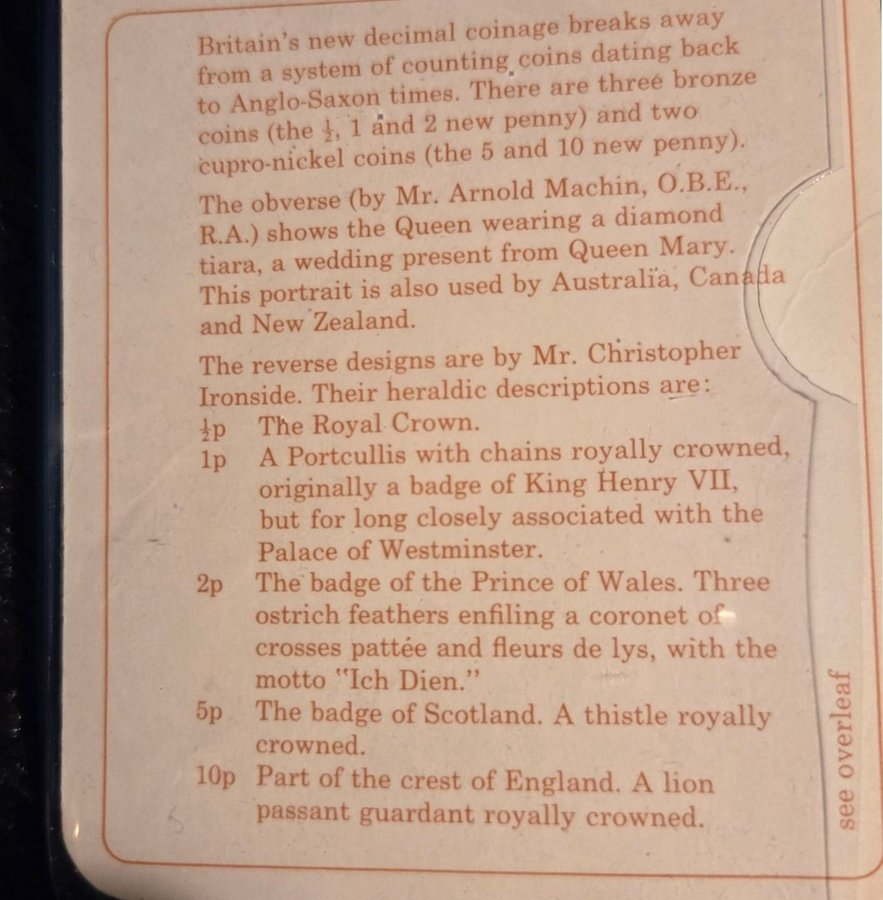 Britain's new decimal coinage breaks away
from a system of counting coins dating back
to Anglo-Saxon times. There are three bronze
coins (the ½, 1 and 2 new penny) and two
cupro-nickel coins (the 5 and 10 new penny).
The obverse (by Mr. Arnold Machin, O.B.E.,
R.A.) shows the Queen wearing a diamond
tiara, a wedding present from Queen Mary.
This portrait is also used by Australia, Canada
and New Zealand.
The reverse designs are by Mr. Christopher
Ironside. Their heraldic descriptions are:
½p The Royal Crown.
1p A Portcullis with chains royally crowned,
originally a badge of King Henry VII,
but for long closely associated with the
Palace of Westminster.
2p The badge of the Prince of Wales. Three
ostrich feathers enfiling a coronet of
crosses pattée and fleurs de lys, with the
motto "Ich Dien."
5p The badge of Scotland. A thistle royally
crowned.
10p Part of the crest of England. A lion
passant guardant royally crowned.
see overleaf